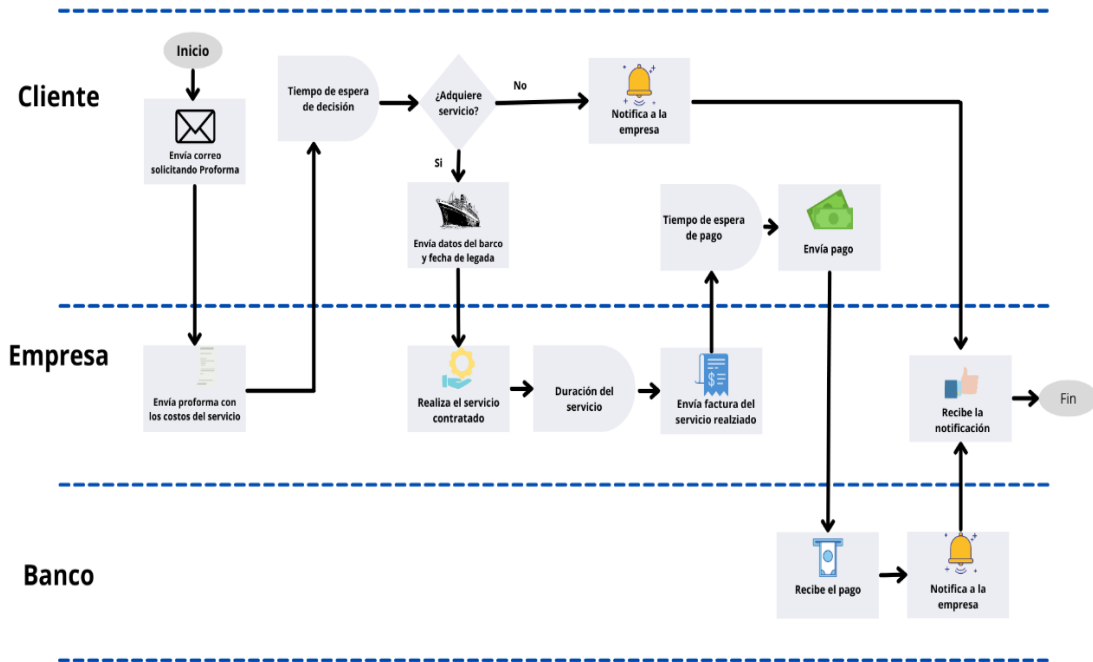 Cliente
Inicio
Envía correo
solicitando Proforma
Tiempo de espera
de decisión
¿Adquiere
servicio?
No
Si
Notifica a la
empresa
Envía datos del barco
y fecha de legada
Tiempo de espera
de pago
Envía pago
Empresa
Envía proforma con
los costos del servicio
Realiza el servicio
contratado
Duración del
servicio
Envía factura del
servicio realziado
Recibe la
notificación
Fin
Banco
Recibe el pago
Notifica a la
empresa